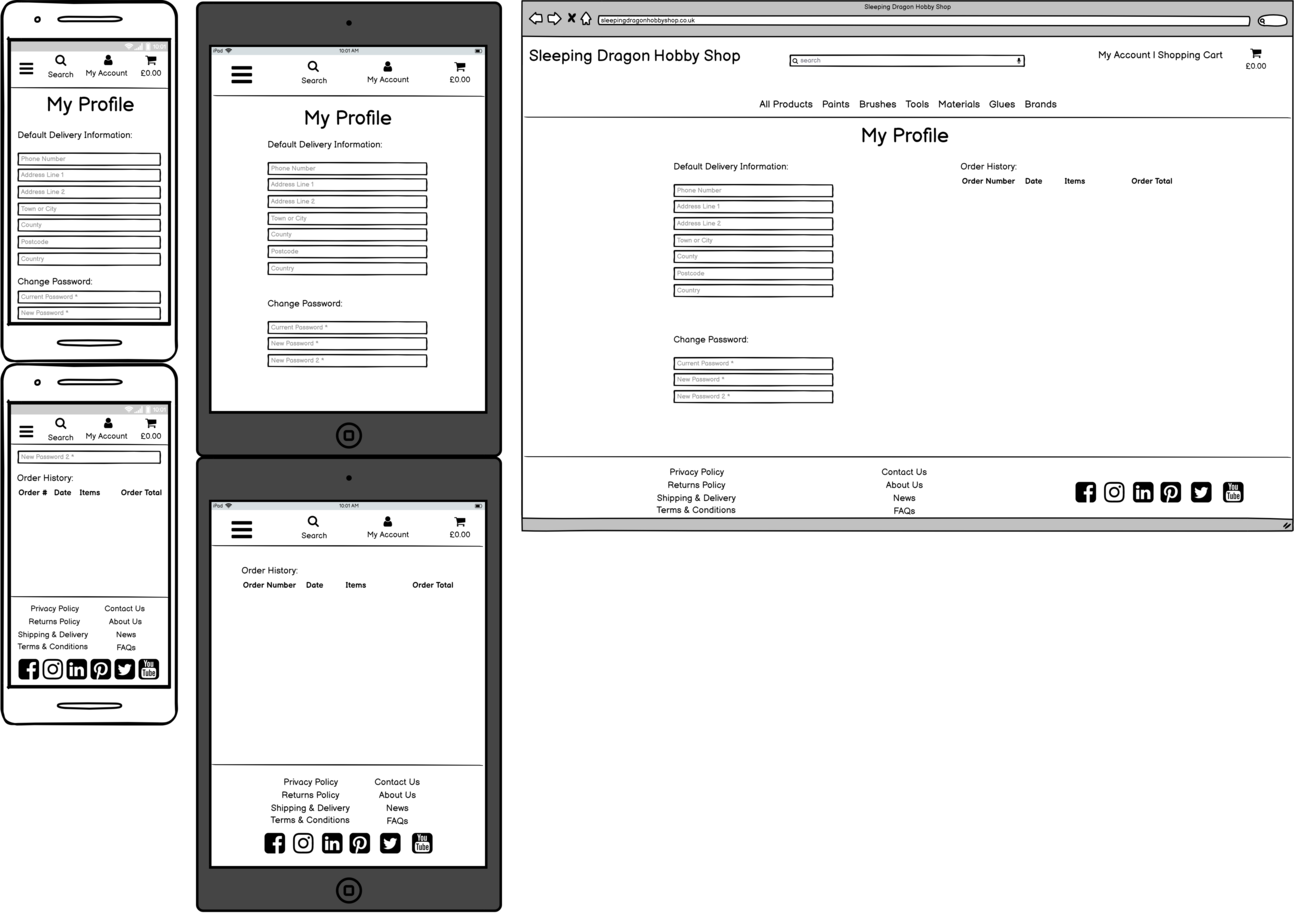 10:01
Search
My Account
£0.00
My Profile
Default Delivery Information:
Phone Number
Address Line 1
Address Line 2
Town or City
County
Postcode
Country
Change Password:
Current Password *
New Password *
10:01
Search
My Account
£0.00
New Password 2 *
Order History:
Order # Date Items Order Total
Privacy Policy Contact Us
Returns Policy About Us
Shipping & Delivery News
Terms & Conditions FAQs
You
Tube
iPad 10:01 AM
Search
My Account
£0.00
My Profile
Default Delivery Information:
Phone Number
Address Line 1
Address Line 2
Town or City
County
Postcode
Country
Change Password:
Current Password *
New Password *
New Password 2 *
iPad 10:01 AM
Search
My Account
£0.00
Order History:
Order Number Date Items Order Total
Privacy Policy Contact Us
Returns Policy About Us
Shipping & Delivery News
Terms & Conditions FAQs
You
Tube
Sleeping Dragon Hobby Shop
sleepingdragonhobbyshop.co.uk
Sleeping Dragon Hobby Shop
search
My Account | Shopping Cart
£0.00
All Products Paints Brushes Tools Materials Glues Brands
My Profile
Default Delivery Information:
Phone Number
Address Line 1
Address Line 2
Town or City
County
Postcode
Country
Change Password:
Current Password *
New Password *
New Password 2 *
Order History:
Order Number Date Items Order Total
Privacy Policy Contact Us
Returns Policy About Us
Shipping & Delivery News
Terms & Conditions FAQs
You
Tube